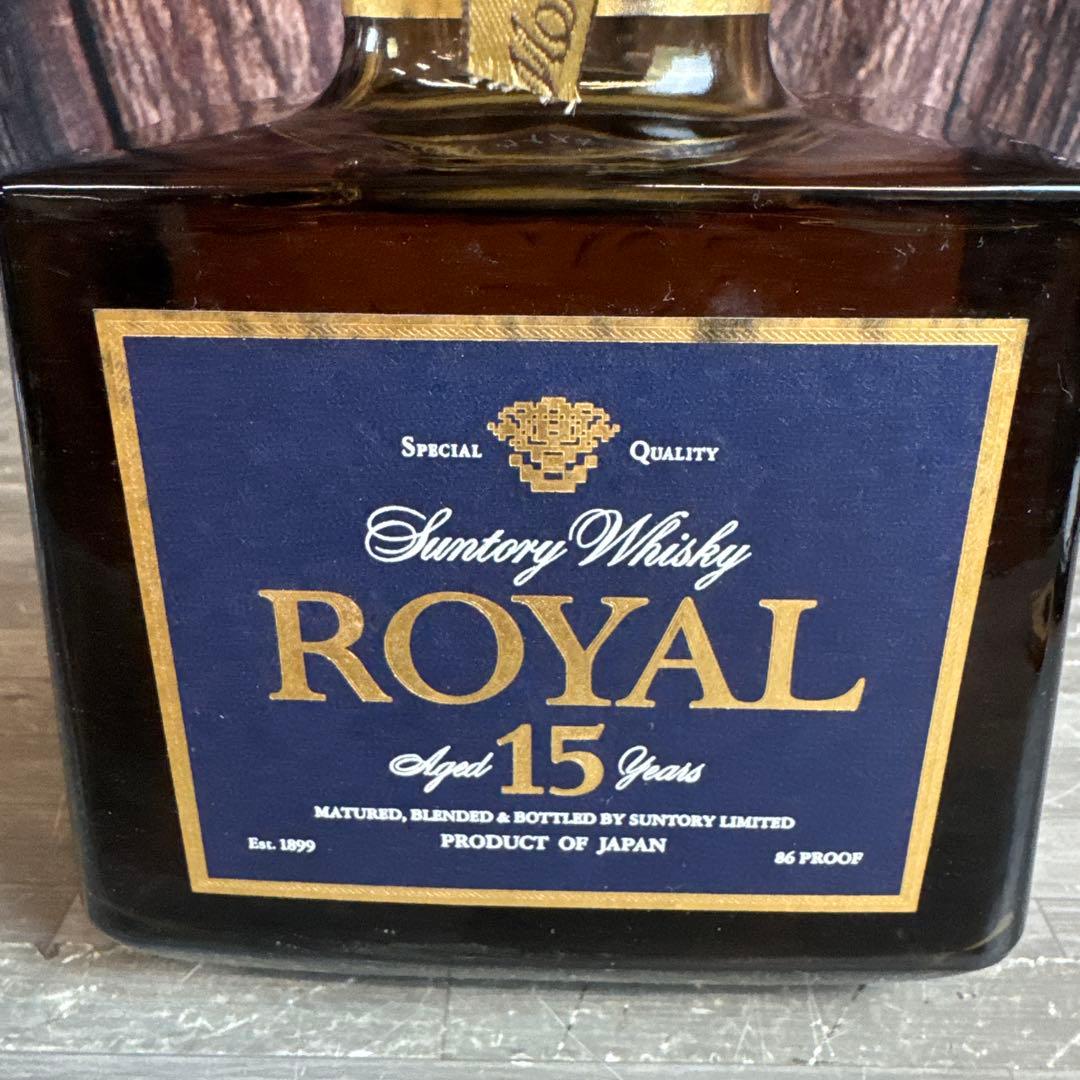 SPECIAL QUALITY
Suntory Whisky
ROYAL
Aged 15 Years
MATURED, BLENDED & BOTTLED BY SUNTORY LIMITED
Est. 1899 PRODUCT OF JAPAN 86 PROOF